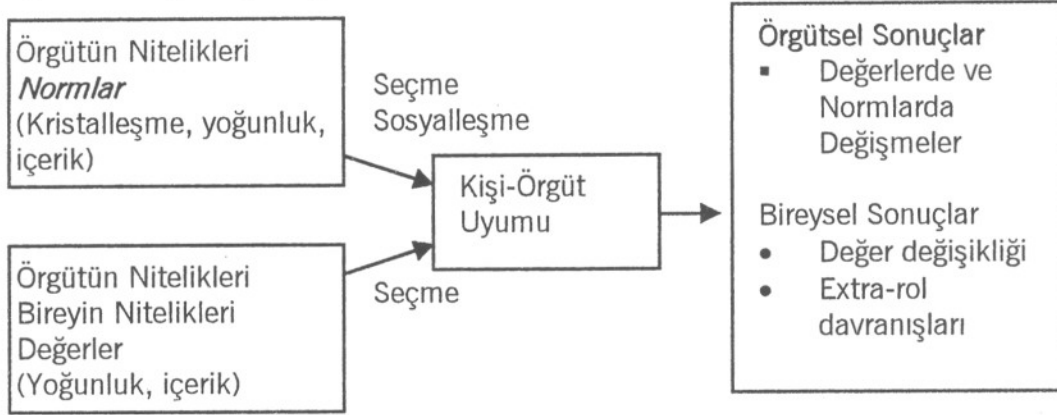 Örgütün Nitelikleri
Normlar
(Kristalleşme, yoğunluk,
içerik)
Seçme
Sosyalleşme
Örgütün Nitelikleri
Bireyin Nitelikleri
Değerler
(Yoğunluk, içerik)
Seçme
Kişi-Örgüt
Uyumu
Örgütsel Sonuçlar
▪ Değerlerde ve
Normlarda
Değişmeler
Bireysel Sonuçlar
• Değer değişikliği
• Extra-rol
davranışları